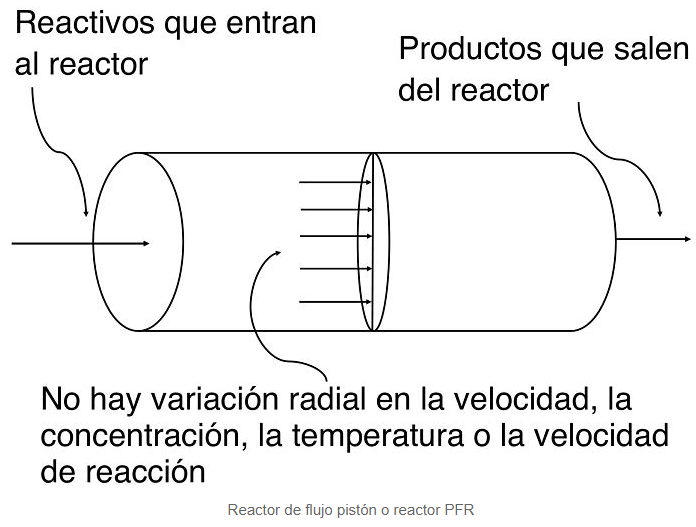 Reactivos que entran
al reactor
Productos que salen
del reactor
No hay variación radial en la velocidad, la
concentración, la temperatura o la velocidad
de reacción
Reactor de flujo pistón o reactor PFR